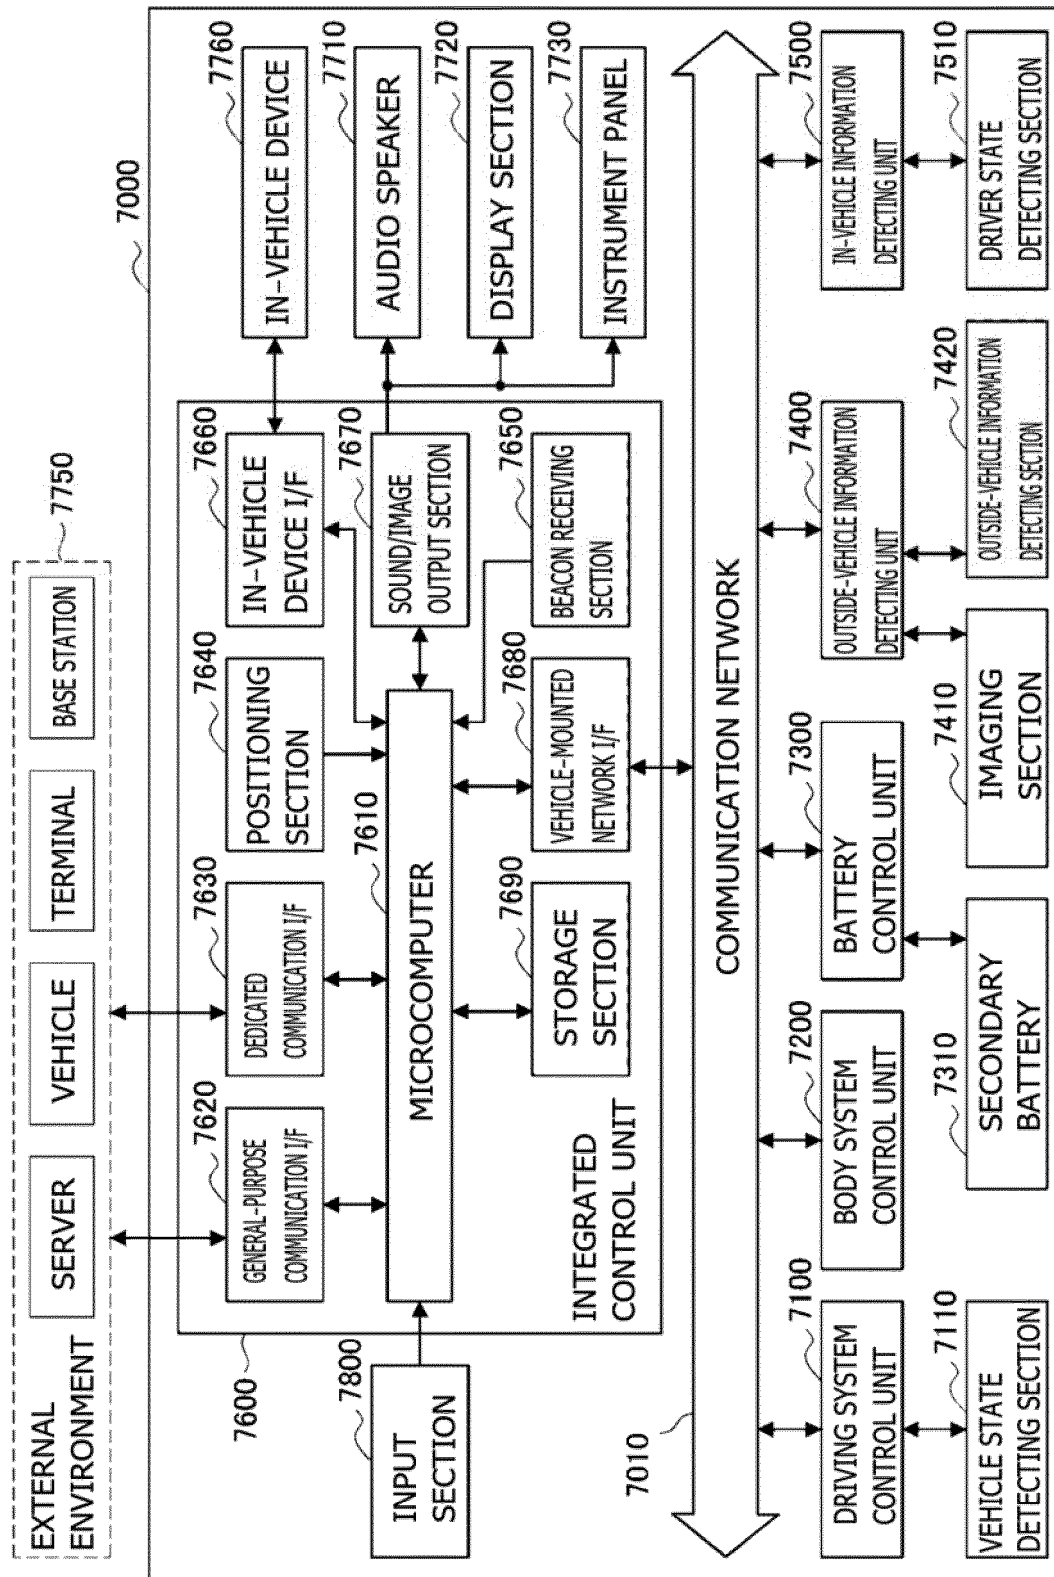 EXTERNAL
ENVIRONMENT
SERVER
VEHICLE
TERMINAL
BASE STATION
7750
7000
7600
7620
GENERAL-PURPOSE
COMMUNICATION I/F
7630
DEDICATED
COMMUNICATION I/F
7640
POSITIONING
SECTION
7660
IN-VEHICLE
DEVICE I/F
7760
IN-VEHICLE DEVICE
7800
INPUT
SECTION
7610
MICROCOMPUTER
7670
SOUND/IMAGE
OUTPUT SECTION
7710
AUDIO SPEAKER
7720
DISPLAY SECTION
7730
INSTRUMENT PANEL
INTEGRATED
CONTROL UNIT
7690
STORAGE
SECTION
7680
VEHICLE-MOUNTED
NETWORK I/F
7650
BEACON RECEIVING
SECTION
7010
COMMUNICATION NETWORK
7100
DRIVING SYSTEM
CONTROL UNIT
7200
BODY SYSTEM
CONTROL UNIT
7300
BATTERY
CONTROL UNIT
7400
OUTSIDE-VEHICLE INFORMATION
DETECTING UNIT
7500
IN-VEHICLE INFORMATION
DETECTING UNIT
7110
VEHICLE STATE
DETECTING SECTION
7310
SECONDARY
BATTERY
7410
IMAGING
SECTION
7420
OUTSIDE-VEHICLE INFORMATION
DETECTING SECTION
7510
DRIVER STATE
DETECTING SECTION